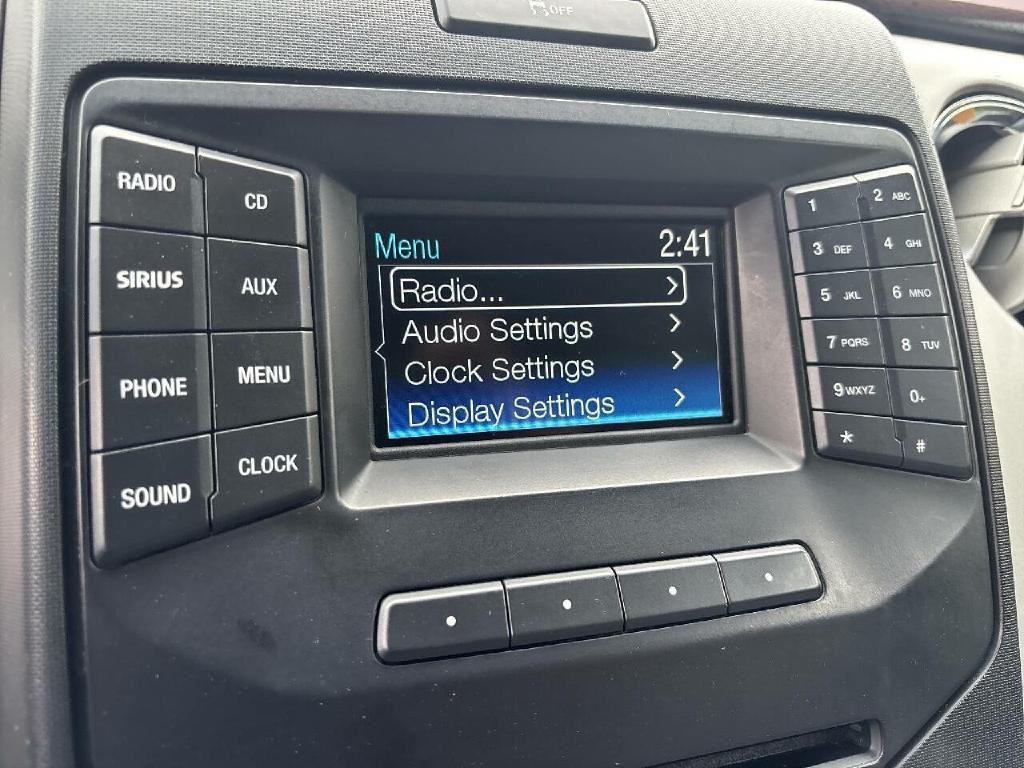 OFF
RADIO
CD
SIRIUS
AUX
PHONE
MENU
SOUND
CLOCK
Menu 2:41
Radio... >
Audio Settings >
Clock Settings >
Display Settings >
1
2 ABC
3 DEF
4 GHI
5 JKL
6 MNO
7 PQRS
8 TUV
9 WXYZ
0+
*
#